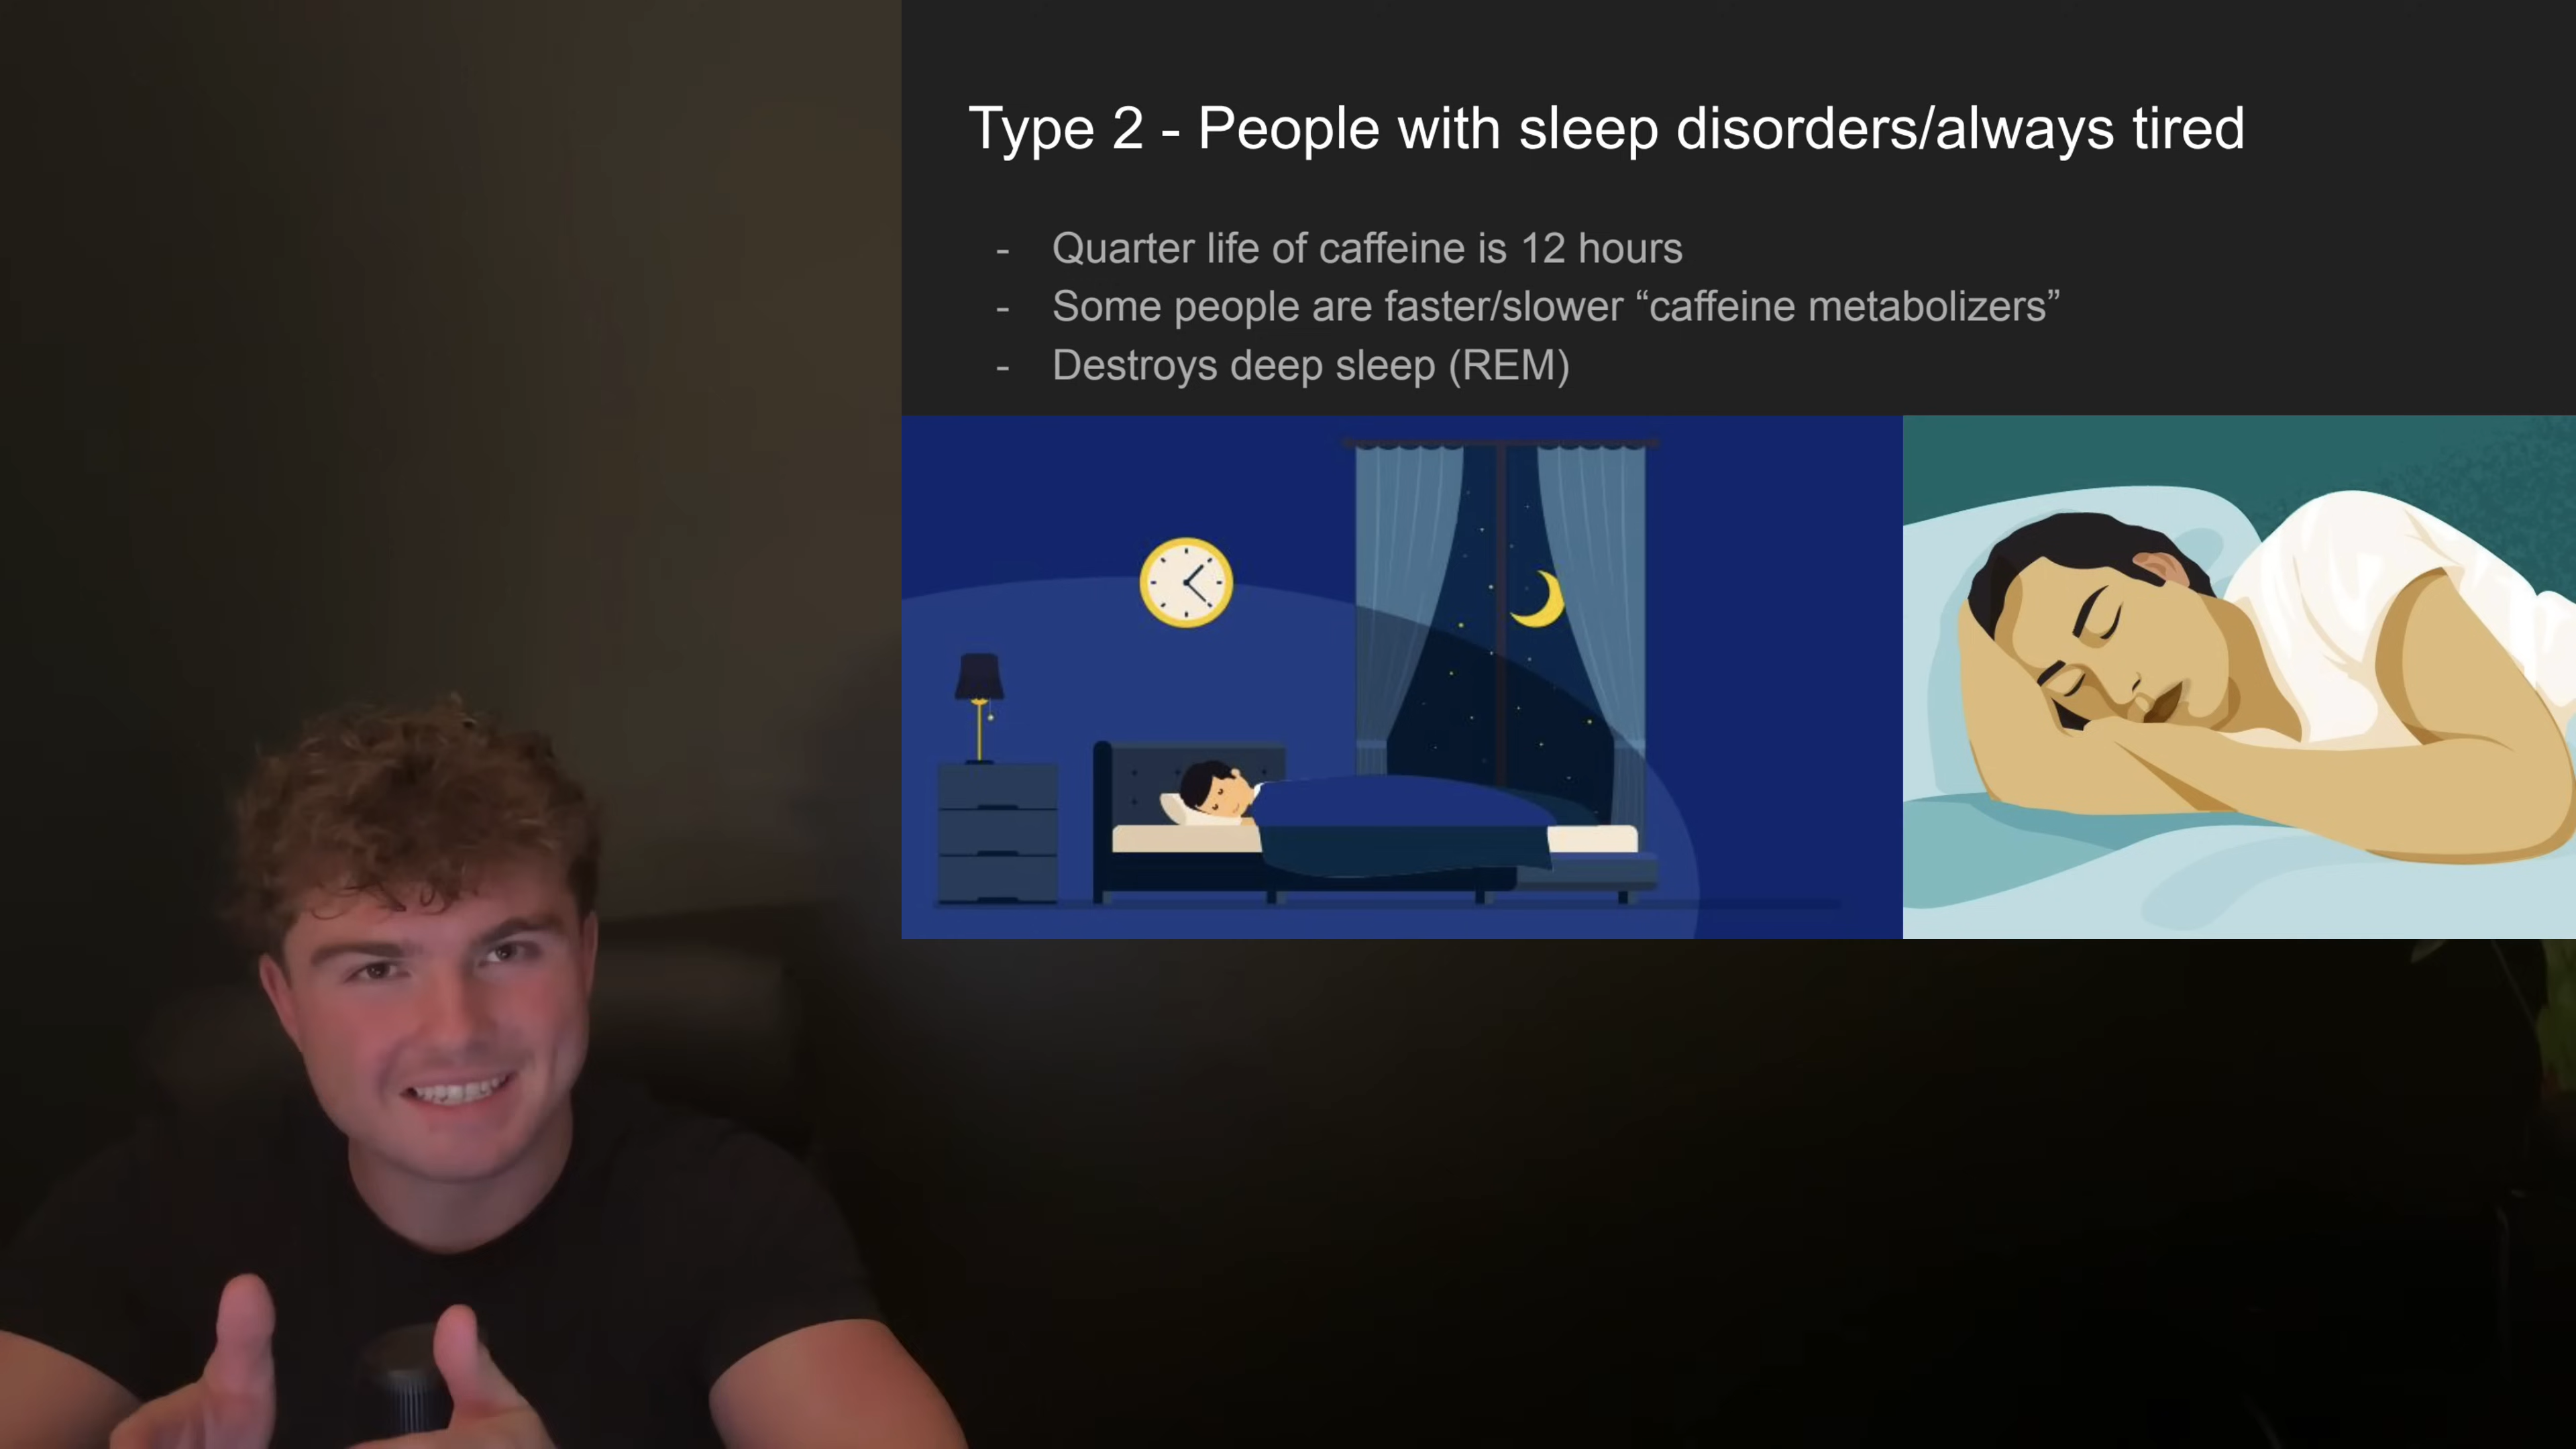 Type 2 - People with sleep disorders/always tired
- Quarter life of caffeine is 12 hours
- Some people are faster/slower “caffeine metabolizers”
- Destroys deep sleep (REM)